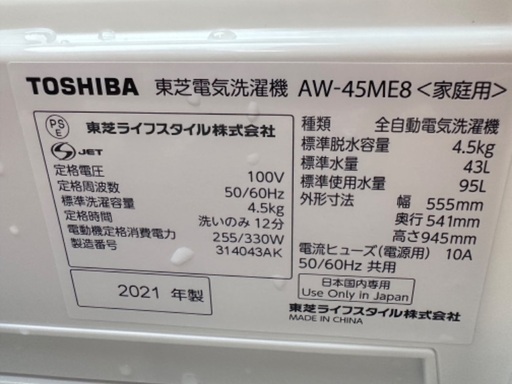 TOSHIBA 東芝電気洗濯機 AW-45ME8<家庭用>
PS
E
東芝ライフスタイル株式会社
S JET
定格電圧 100V
定格周波数 50/60Hz
標準洗濯容量 4.5kg
定格時間 洗いのみ 12分
電動機定格消費電力 255/330W
製造番号 314043AK
2021 年製
種類 全自動電気洗濯機
標準脱水容量 4.5kg
標準水量 43L
標準使用水量 95L
外形寸法 幅 555mm
奥行 541mm
高さ 945mm
電流ヒューズ(電源用) 10A
50/60Hz 共用
日本国内専用
Use Only in Japan
東芝ライフスタイル株式会社
MADE IN CHINA